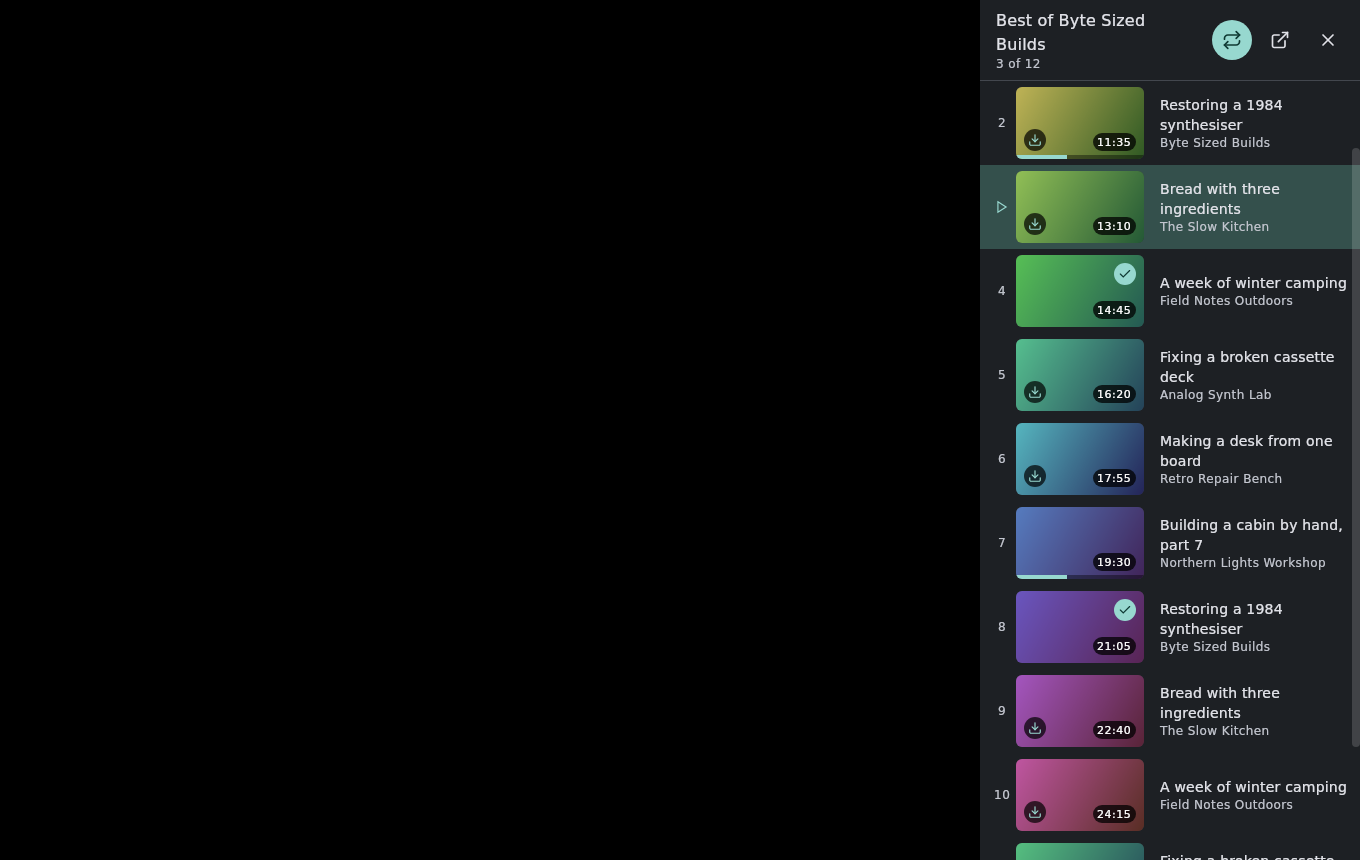 Best of Byte Sized
Builds
3 of 12
2
11:35
Restoring a 1984
synthesiser
Byte Sized Builds
13:10
Bread with three
ingredients
The Slow Kitchen
4
14:45
A week of winter camping
Field Notes Outdoors
5
16:20
Fixing a broken cassette
deck
Analog Synth Lab
6
17:55
Making a desk from one
board
Retro Repair Bench
7
19:30
Building a cabin by hand,
part 7
Northern Lights Workshop
8
21:05
Restoring a 1984
synthesiser
Byte Sized Builds
9
22:40
Bread with three
ingredients
The Slow Kitchen
10
24:15
A week of winter camping
Field Notes Outdoors
Fixing a broken cassette